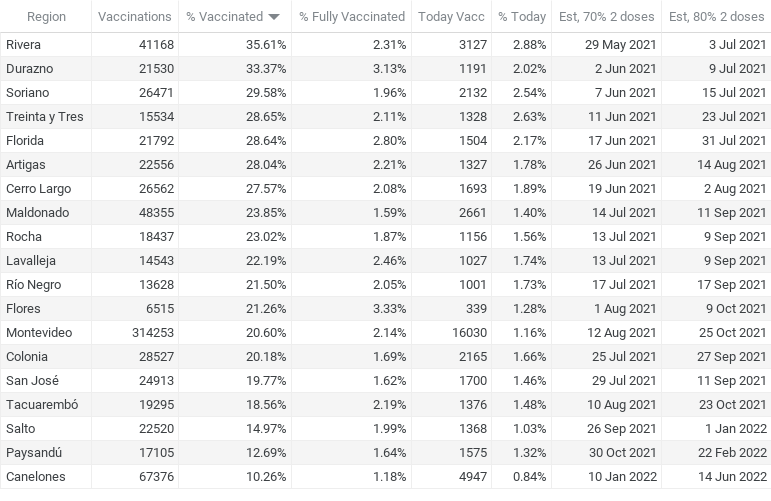 Region Vaccinations % Vaccinated % Fully Vaccinated Today Vacc % Today Est, 70% 2 doses Est, 80% 2 doses
Rivera 41168 35.61% 2.31% 3127 2.88% 29 May 2021 3 Jul 2021
Durazno 21530 33.37% 3.13% 1191 2.02% 2 Jun 2021 9 Jul 2021
Soriano 26471 29.58% 1.96% 2132 2.54% 7 Jun 2021 15 Jul 2021
Treinta y Tres 15534 28.65% 2.11% 1328 2.63% 11 Jun 2021 23 Jul 2021
Florida 21792 28.64% 2.80% 1504 2.17% 17 Jun 2021 31 Jul 2021
Artigas 22556 28.04% 2.21% 1327 1.78% 26 Jun 2021 14 Aug 2021
Cerro Largo 26562 27.57% 2.08% 1693 1.89% 19 Jun 2021 2 Aug 2021
Maldonado 48355 23.85% 1.59% 2661 1.40% 14 Jul 2021 11 Sep 2021
Rocha 18437 23.02% 1.87% 1156 1.56% 13 Jul 2021 9 Sep 2021
Lavalleja 14543 22.19% 2.46% 1027 1.74% 13 Jul 2021 9 Sep 2021
Río Negro 13628 21.50% 2.05% 1001 1.73% 17 Jul 2021 17 Sep 2021
Flores 6515 21.26% 3.33% 339 1.28% 1 Aug 2021 9 Oct 2021
Montevideo 314253 20.60% 2.14% 16030 1.16% 12 Aug 2021 25 Oct 2021
Colonia 28527 20.18% 1.69% 2165 1.66% 25 Jul 2021 27 Sep 2021
San José 24913 19.77% 1.62% 1700 1.46% 29 Jul 2021 11 Sep 2021
Tacuarembó 19295 18.56% 2.19% 1376 1.48% 10 Aug 2021 23 Oct 2021
Salto 22520 14.97% 1.99% 1368 1.03% 26 Sep 2021 1 Jan 2022
Paysandú 17105 12.69% 1.64% 1575 1.32% 30 Oct 2021 22 Feb 2022
Canelones 67376 10.26% 1.18% 4947 0.84% 10 Jan 2022 14 Jun 2022